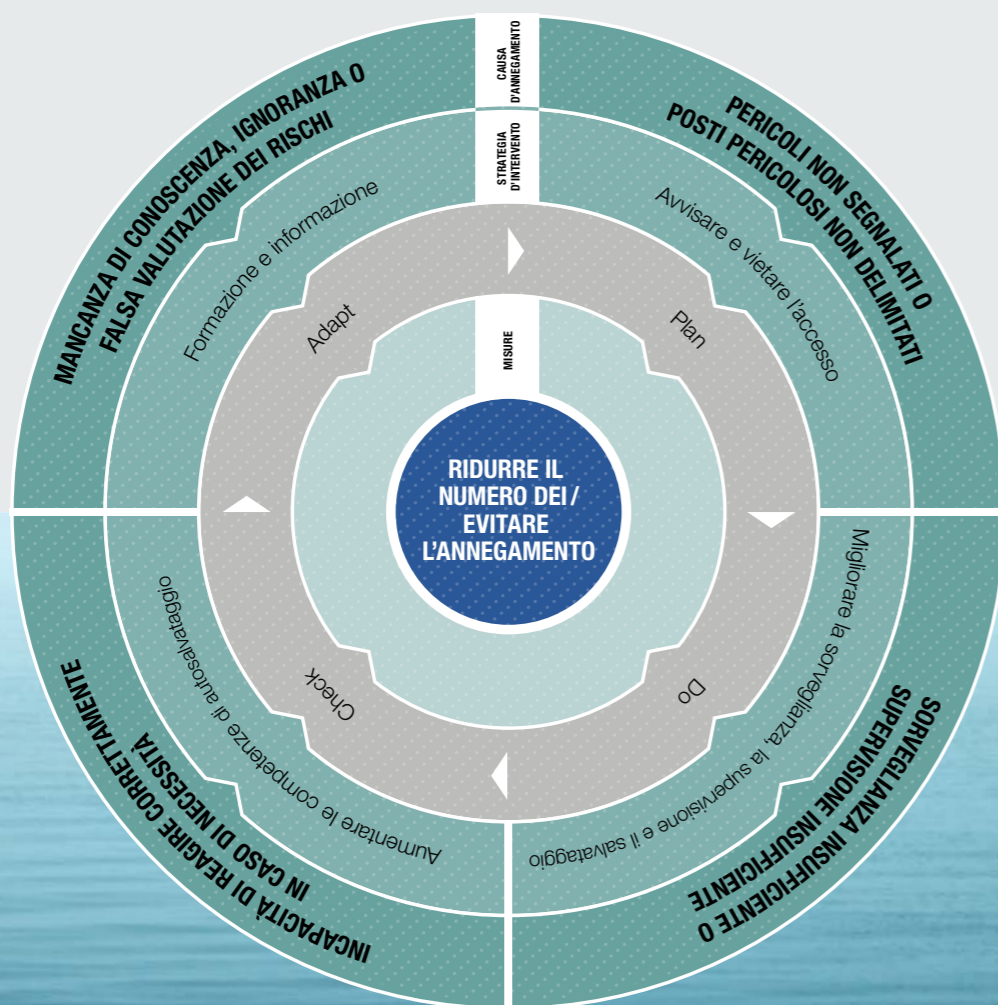 CAUSA
D'ANNEGAMENTO
STRATEGIA
D'INTERVENTO
MISURE
MANCANZA DI CONOSCENZA, IGNORANZA O
FALSA VALUTAZIONE DEI RISCHI
Formazione e informazione
Adapt
PERICOLI NON SEGNALATI O
POSTI PERICOLOSI NON DELIMITATI
Avvisare e vietare l'accesso
Plan
RIDURRE IL
NUMERO DEI /
EVITARE
L'ANNEGAMENTO
SORVEGLIANZA INSUFFICIENTE O
SUPERVISIONE INSUFFICIENTE
Migliorare la sorveglianza, la supervisione e il salvataggio
Do
INCAPACITÀ DI REAGIRE CORRETTAMENTE
IN CASO DI NECESSITÀ
Aumentare le competenze di autosalvataggio
Check